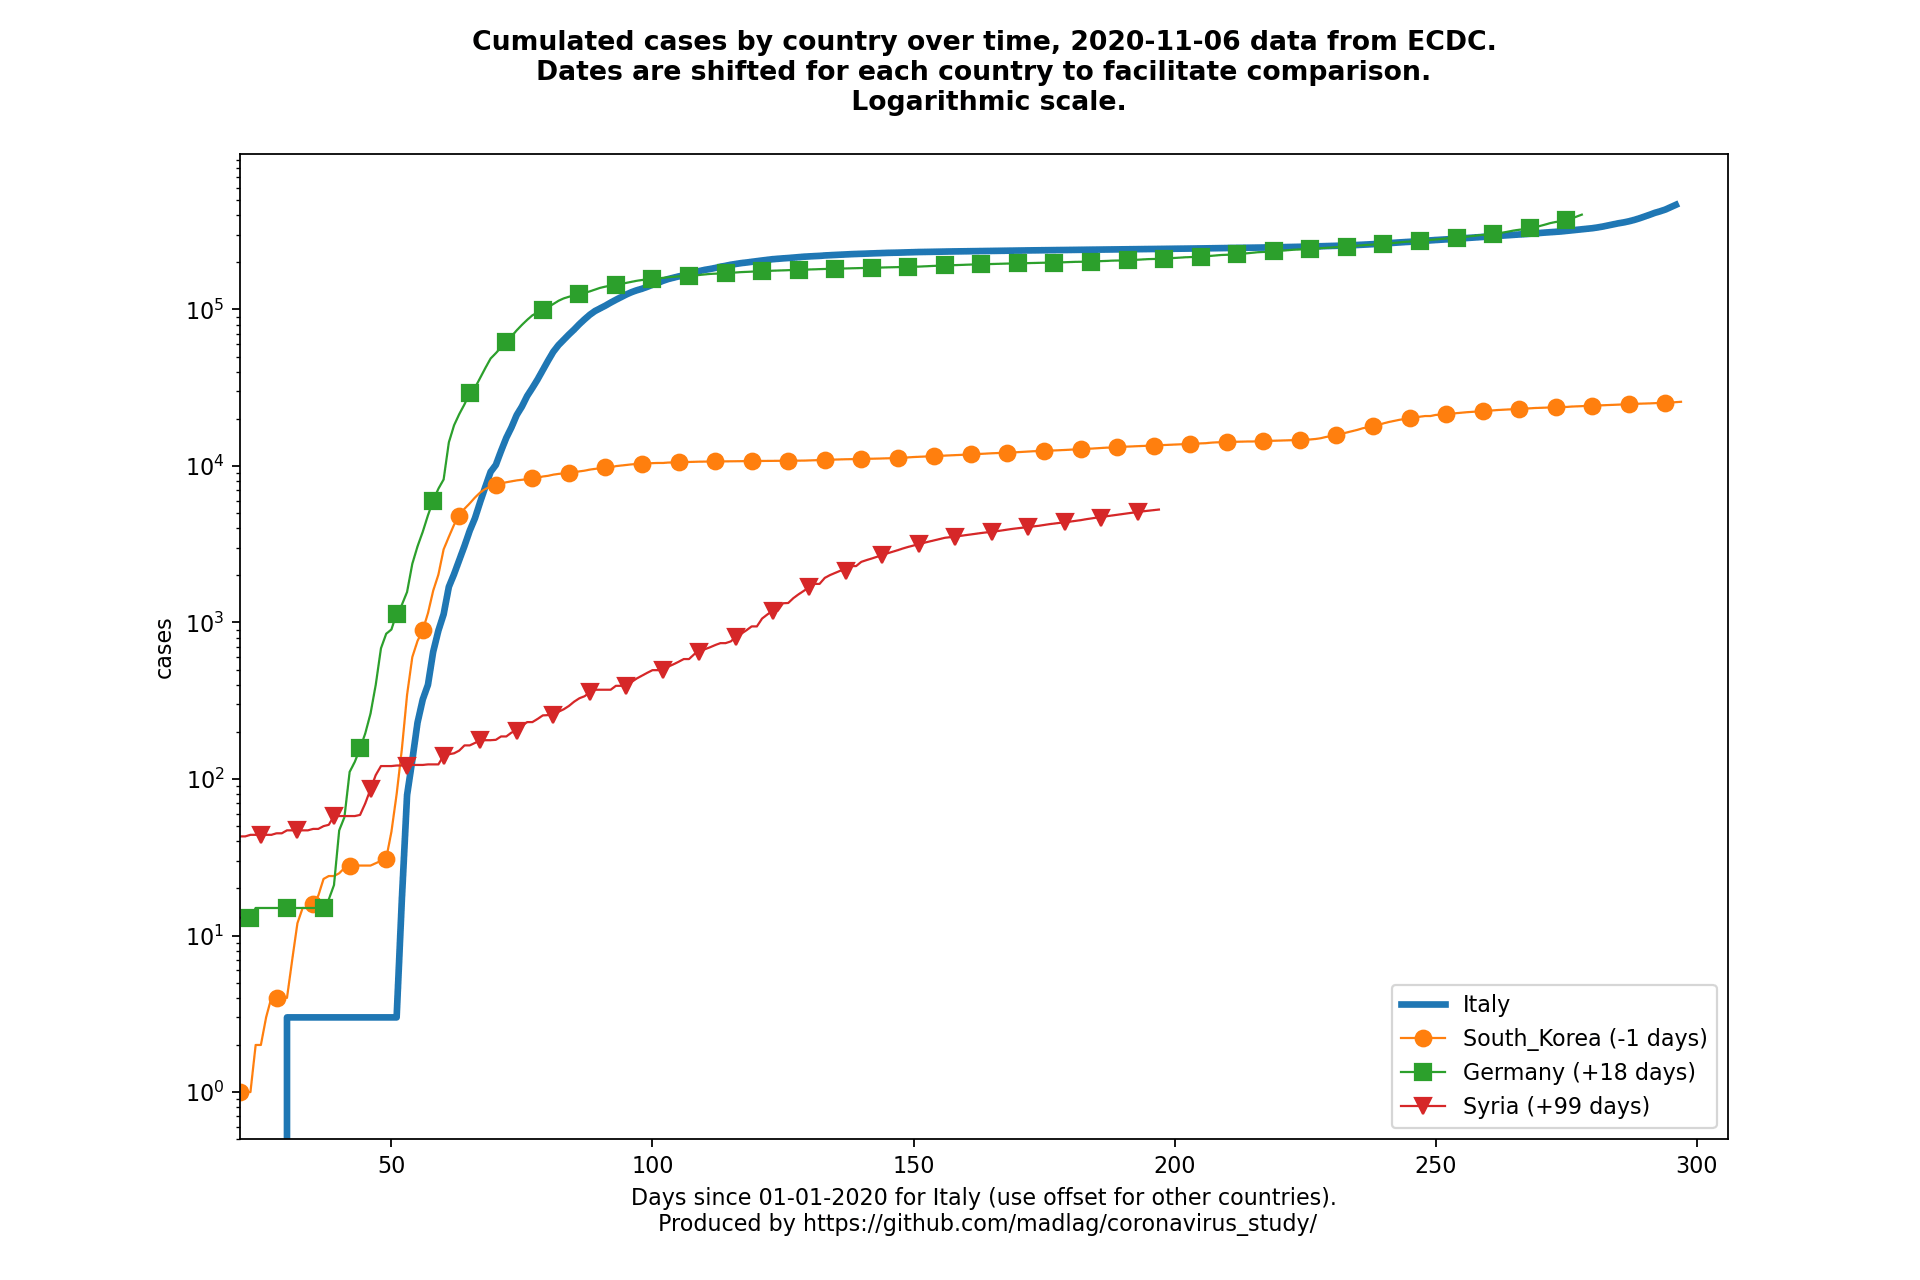 Cumulated cases by country over time, 2020-11-06 data from ECDC.
Dates are shifted for each country to facilitate comparison.
Logarithmic scale.
cases
10^5
10^4
10^3
10^2
10^1
10^0
50 100 150 200 250 300
Italy
South_Korea (-1 days)
Germany (+18 days)
Syria (+99 days)
Days since 01-01-2020 for Italy (use offset for other countries).
Produced by https://github.com/madlag/coronavirus_study/